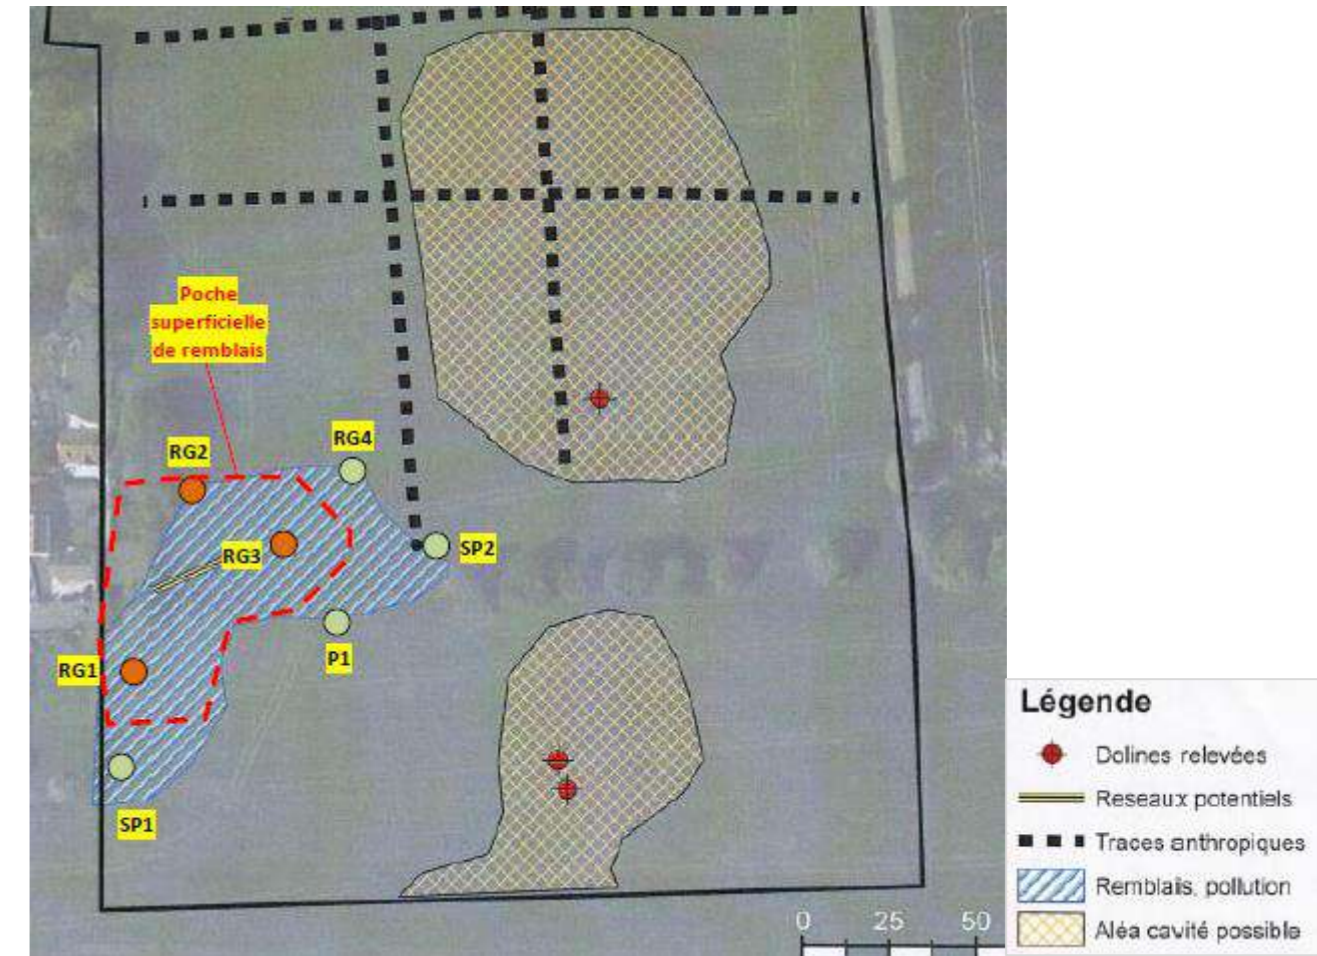 Poche
superficielle
de remblais
RG4
RG2
SP2
RG3
P1
RG1
SP1
0 25 50
Légende
Dolines relevées
Reseaux potentiels
Traces anthropiques
Remblais, pollution
Aléa cavité possible